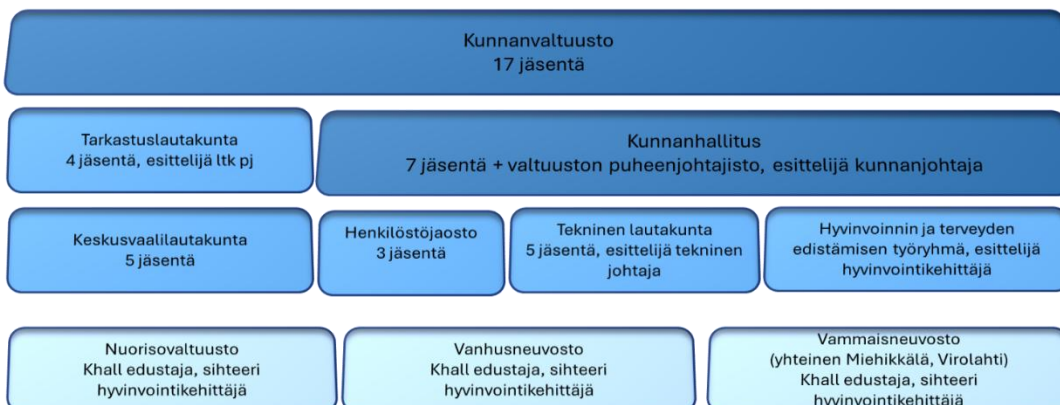 Kunnanvaltuusto
17 jäsentä
Tarkastuslautakunta
4 jäsentä, esittelijä ltk pj
Kunnanhallitus
7 jäsentä + valtuuston puheenjohtajisto, esittelijä kunnanjohtaja
Keskusvaalilautakunta
5 jäsentä
Henkilöstöjaosto
3 jäsentä
Tekninen lautakunta
5 jäsentä, esittelijä tekninen
johtaja
Hyvinvoinnin ja terveyden
edistämisen työryhmä, esittelijä
hyvinvointikehittäjä
Nuorisovaltuusto
Khall edustaja, sihteeri
hyvinvointikehittäjä
Vanhusneuvosto
Khall edustaja, sihteeri
hyvinvointikehittäjä
Vammaisneuvosto
(yhteinen Miehikkälä, Virolahti)
Khall edustaja, sihteeri
hyvinvointikehittäjä